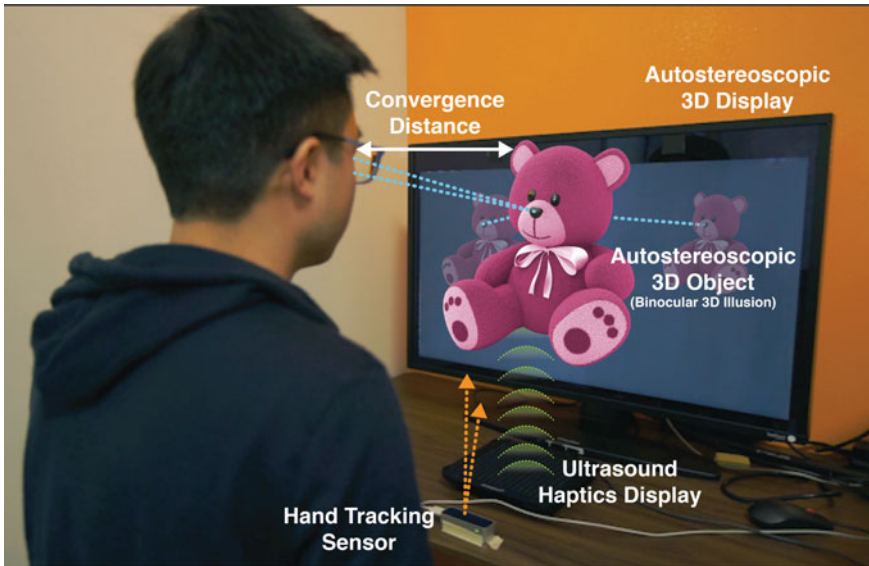 Autostereoscopic
3D Display
Convergence
Distance
Autostereoscopic
3D Object
(Binocular 3D Illusion)
Ultrasound
Haptics Display
Hand Tracking
Sensor